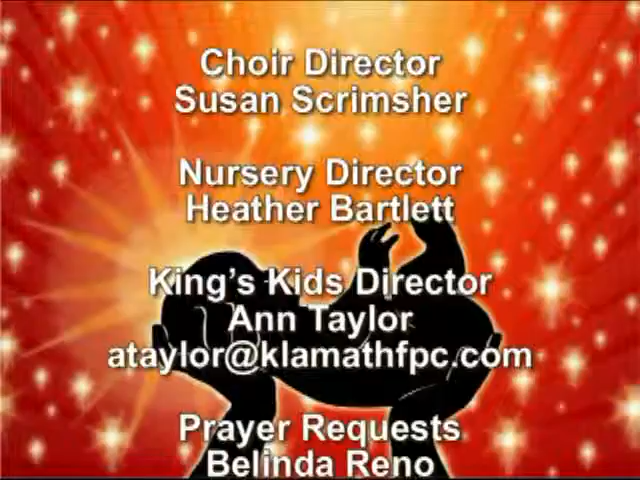 Choir Director
Susan Scrimsher
Nursery Director
Heather Bartlett
King's Kids Director
Ann Taylor
ataylor@klamathfpc.com
Prayer Requests
Belinda Reno